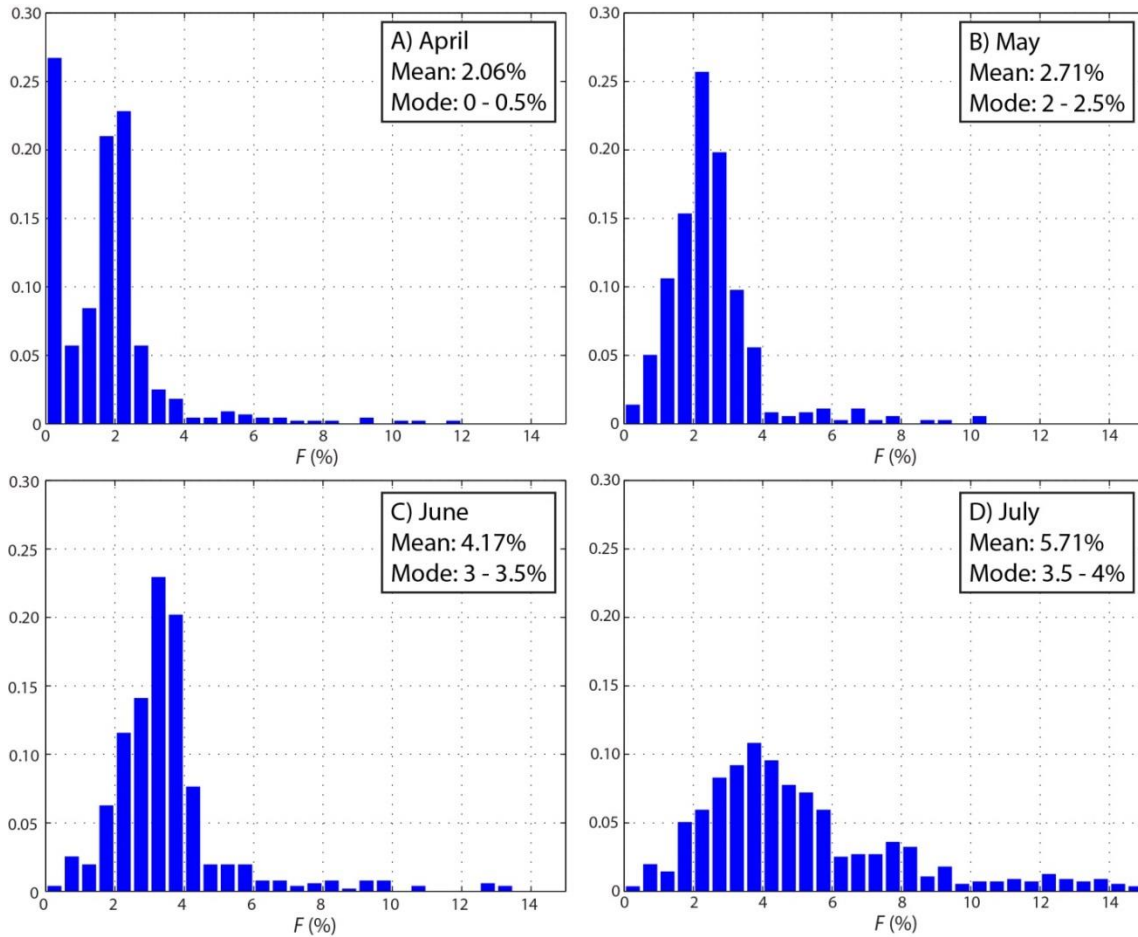 0.30
A) April
Mean: 2.06%
Mode: 0 - 0.5%
0.25
0.20
0.15
0.10
0.05
0
0 2 4 6 8 10 12 14
F (%)
0.30
B) May
Mean: 2.71%
Mode: 2 - 2.5%
0.25
0.20
0.15
0.10
0.05
0
0 2 4 6 8 10 12 14
F (%)
0.30
C) June
Mean: 4.17%
Mode: 3 - 3.5%
0.25
0.20
0.15
0.10
0.05
0
0 2 4 6 8 10 12 14
F (%)
0.30
D) July
Mean: 5.71%
Mode: 3.5 - 4%
0.25
0.20
0.15
0.10
0.05
0
0 2 4 6 8 10 12 14
F (%)